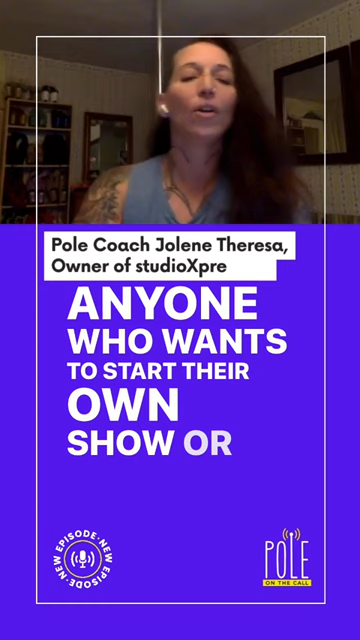 Pole Coach Jolene Theresa,
Owner of studioXpre
ANYONE
WHO WANTS
TO START THEIR
OWN
SHOW OR
NEW EPISODE · NEW EPISODE ·
POLE
ON THE CALL